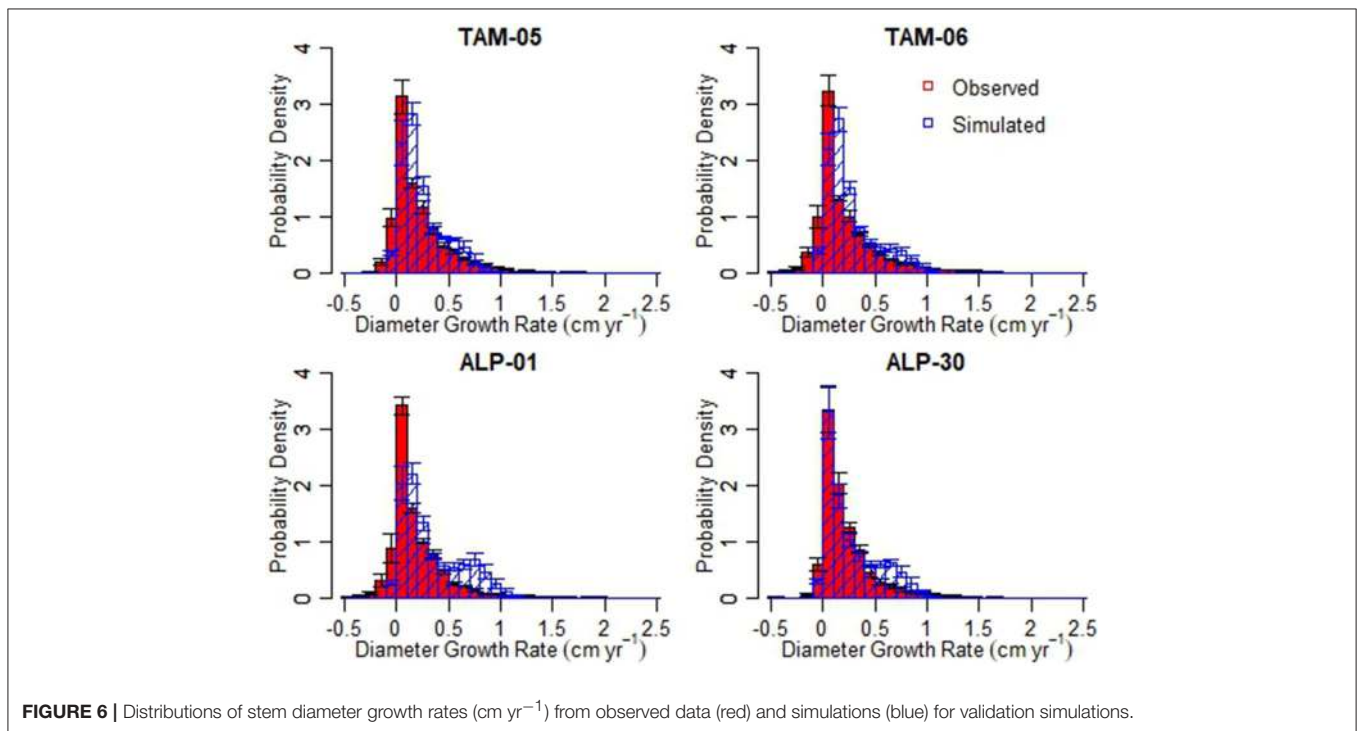 TAM-05
Probability Density
4
3
2
1
0
-0.5 0 0.5 1 1.5 2 2.5
Diameter Growth Rate (cm yr⁻¹)
TAM-06
Probability Density
4
3
2
1
0
Observed
Simulated
-0.5 0 0.5 1 1.5 2 2.5
Diameter Growth Rate (cm yr⁻¹)
ALP-01
Probability Density
4
3
2
1
0
-0.5 0 0.5 1 1.5 2 2.5
Diameter Growth Rate (cm yr⁻¹)
ALP-30
Probability Density
4
3
2
1
0
-0.5 0 0.5 1 1.5 2 2.5
Diameter Growth Rate (cm yr⁻¹)
FIGURE 6 | Distributions of stem diameter growth rates (cm yr⁻¹) from observed data (red) and simulations (blue) for validation simulations.